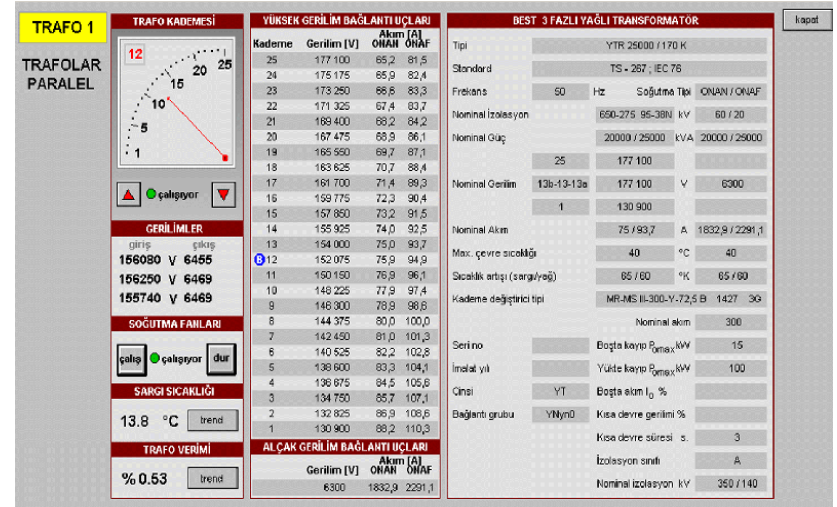 TRAFO 1
TRAFOLAR
PARALEL
TRAFO KADEMESİ
12
1
5
10
15
20
25
çalışıyor
GERİLİMLER
giriş çıkış
156080 V 6455
156250 V 6469
155740 V 6469
SOĞUTMA FANLARI
çalış çalışıyor dur
SARGI SICAKLIĞI
13.8 °C trend
TRAFO VERİMİ
% 0.53 trend
YÜKSEK GERİLİM BAĞLANTI UÇLARI
Akım [A]
Kademe Gerilim [V] ONAN ONAF
25 177 100 65,2 81,5
24 175 175 65,9 82,4
23 173 250 66,6 83,3
22 171 325 67,4 83,7
21 169 400 68,2 84,2
20 167 475 68,9 86,1
19 165 550 69,7 87,1
18 163 625 70,7 88,4
17 161 700 71,4 89,3
16 159 775 72,3 90,4
15 157 850 73,2 91,5
14 155 925 74,0 92,5
13 154 000 75,0 93,7
B 12 152 075 75,9 94,9
11 150 150 76,9 96,1
10 148 225 77,9 97,4
9 146 300 78,9 98,6
8 144 375 80,0 100,0
7 142 450 81,0 101,3
6 140 525 82,2 102,8
5 138 600 83,3 104,1
4 136 675 84,5 105,6
3 134 750 85,7 107,1
2 132 825 86,9 108,6
1 130 900 88,2 110,3
ALÇAK GERİLİM BAĞLANTI UÇLARI
Akım [A]
Gerilim [V] ONAN ONAF
6300 1832,9 2291,1
BEST 3 FAZLI YAĞLI TRANSFORMATÖR
Tipi YTR 25000 / 170 K
Standard TS - 267 ; IEC 76
Frekans 50 Hz Soğutma Tipi ONAN / ONAF
Nominal İzolasyon 650-275 95-38N kV 60 / 20
Nominal Güç 20000 / 25000 kVA 20000 / 25000
25 177 100
Nominal Gerilim 13b-13-13a 177 100 V 6300
1 130 900
Nominal Akım 75 / 93,7 A 1832,9 / 2291,1
Max. çevre sıcaklığı 40 °C 40
Sıcaklık artışı (sargı/yağ) 65 / 60 °K 65 / 60
Kademe değiştirici tipi MR-MS III-300-Y-72,5 B 1427 3G
Nominal akım 300
Seri no Boşta kayıp Pomax kW 15
İmalat yılı Yükte kayıp Pomax kW 100
Cinsi YT Boşta akım I0 %
Bağlantı grubu YNyn0 Kısa devre gerilimi %
Kısa devre süresi s. 3
İzolasyon sınıfı A
Nominal izolasyon kV 350 / 140
kapat